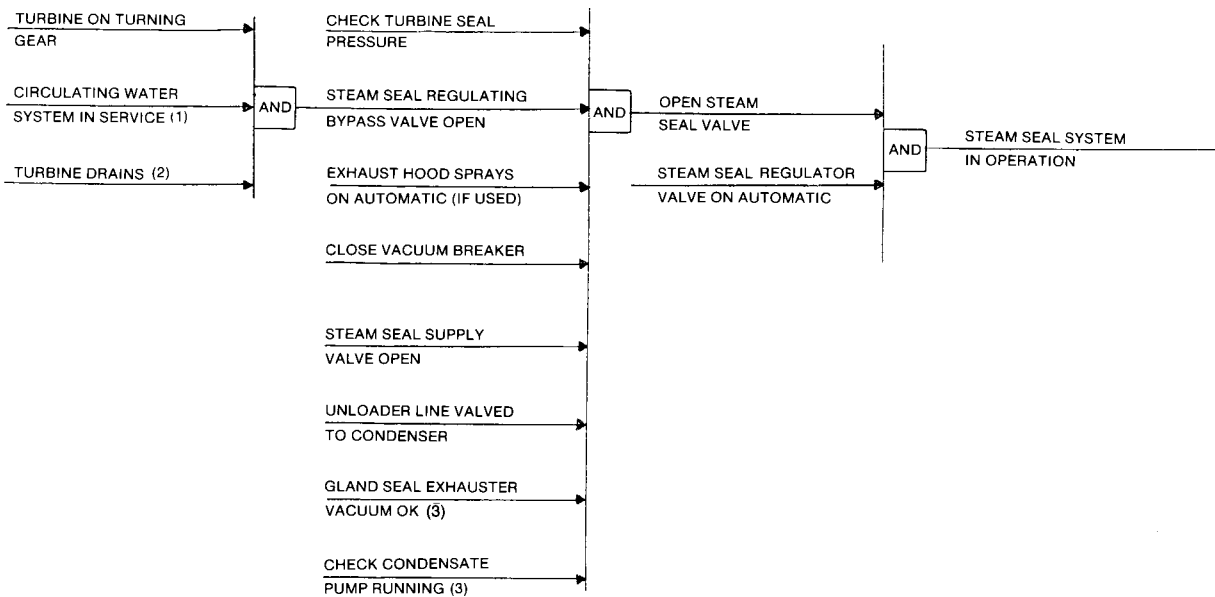 TURBINE ON TURNING
GEAR
CIRCULATING WATER
SYSTEM IN SERVICE (1)
TURBINE DRAINS (2)
AND
CHECK TURBINE SEAL
PRESSURE
STEAM SEAL REGULATING
BYPASS VALVE OPEN
EXHAUST HOOD SPRAYS
ON AUTOMATIC (IF USED)
CLOSE VACUUM BREAKER
STEAM SEAL SUPPLY
VALVE OPEN
UNLOADER LINE VALVED
TO CONDENSER
GLAND SEAL EXHAUSTER
VACUUM OK (3)
CHECK CONDENSATE
PUMP RUNNING (3)
AND
OPEN STEAM
SEAL VALVE
STEAM SEAL REGULATOR
VALVE ON AUTOMATIC
AND
STEAM SEAL SYSTEM
IN OPERATION